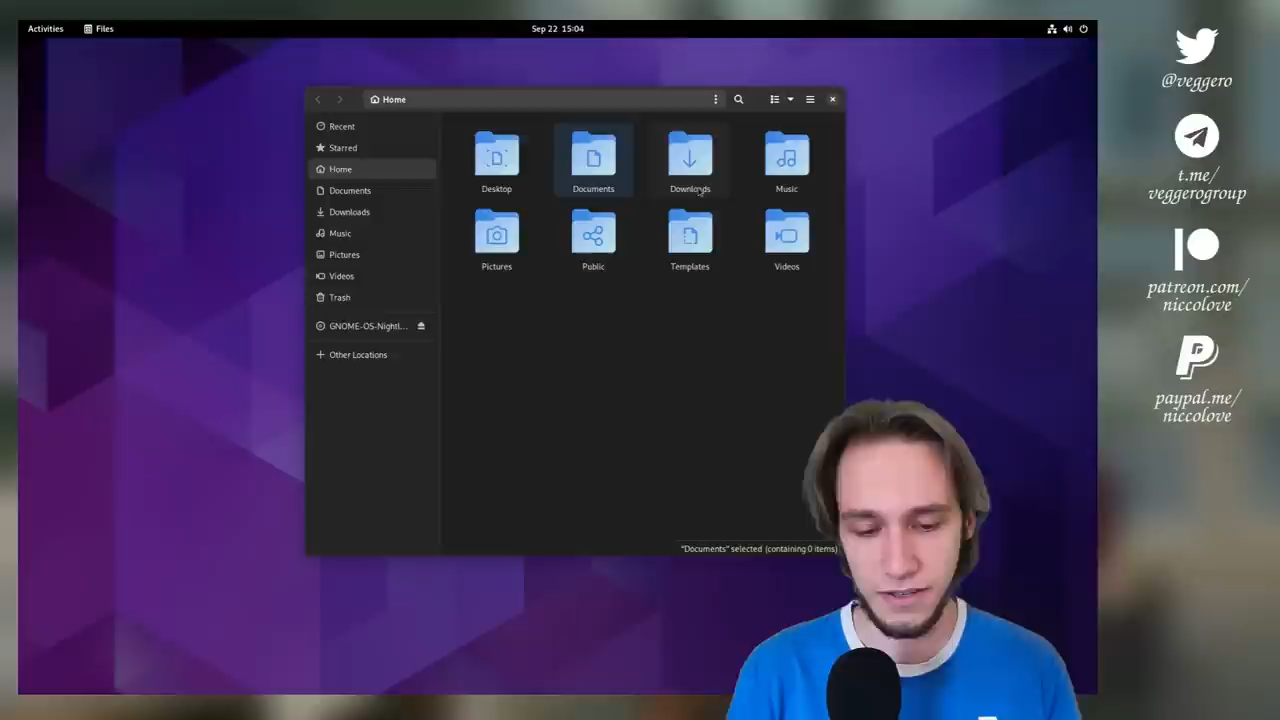 Activities
Files
Sep 22 15:04
@veggero
t.me/
veggerogroup
patreon.com/
niccolove
paypal.me/
niccolove
Home
Recent
Starred
Home
Documents
Downloads
Music
Pictures
Videos
Trash
GNOME-OS-Nightl...
Other Locations
Desktop
Documents
Downloads
Music
Pictures
Public
Templates
Videos
"Documents" selected (containing 0 items)